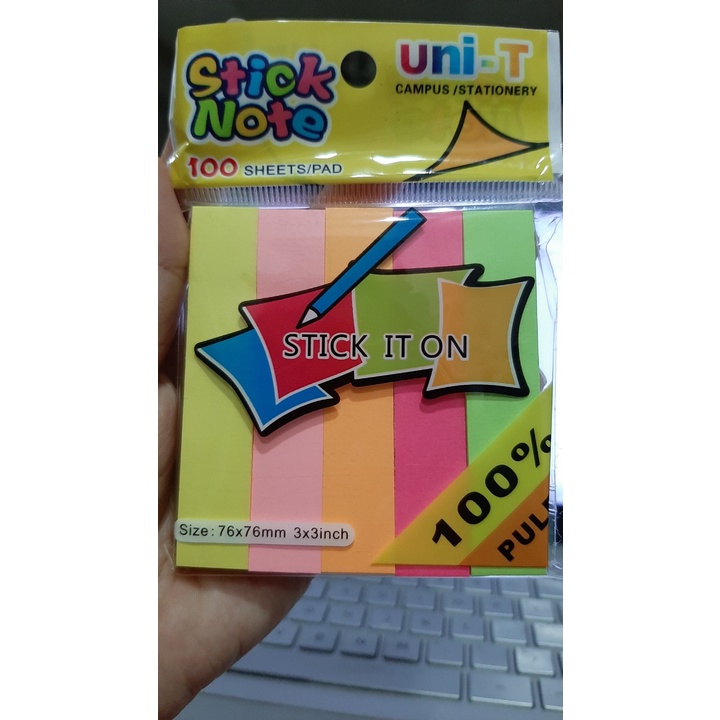 Stick
Note
100 SHEETS/PAD
uni-T
CAMPUS /STATIONERY
STICK IT ON
Size: 76x76mm 3x3inch
100%